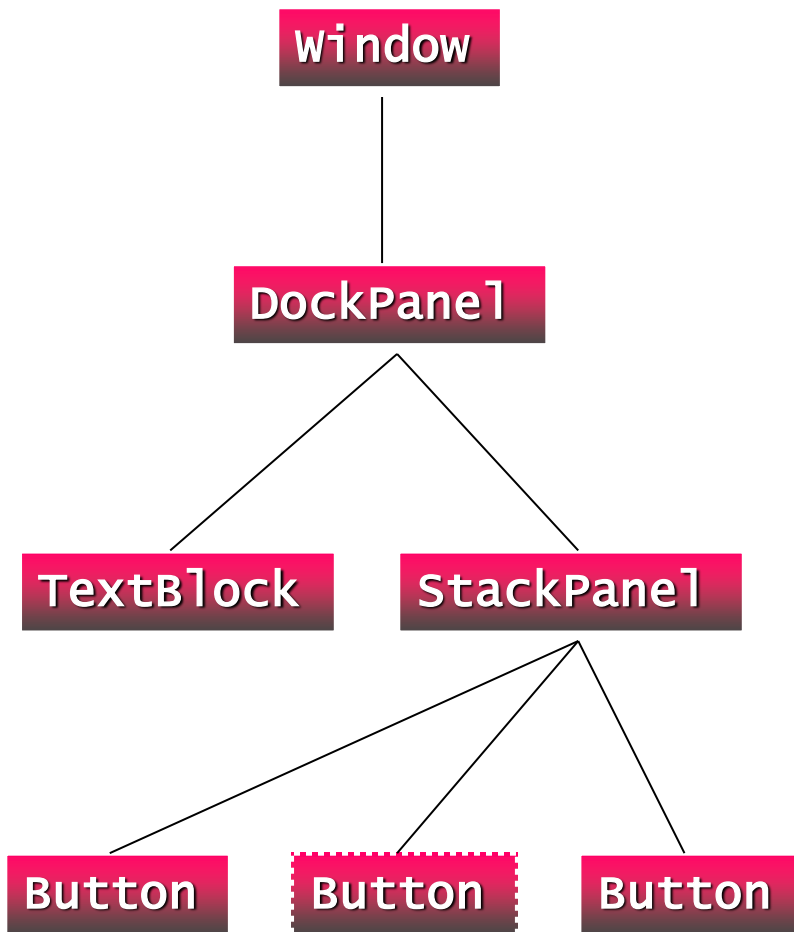 Window
DockPanel
TextBlock
StackPanel
Button
Button
Button